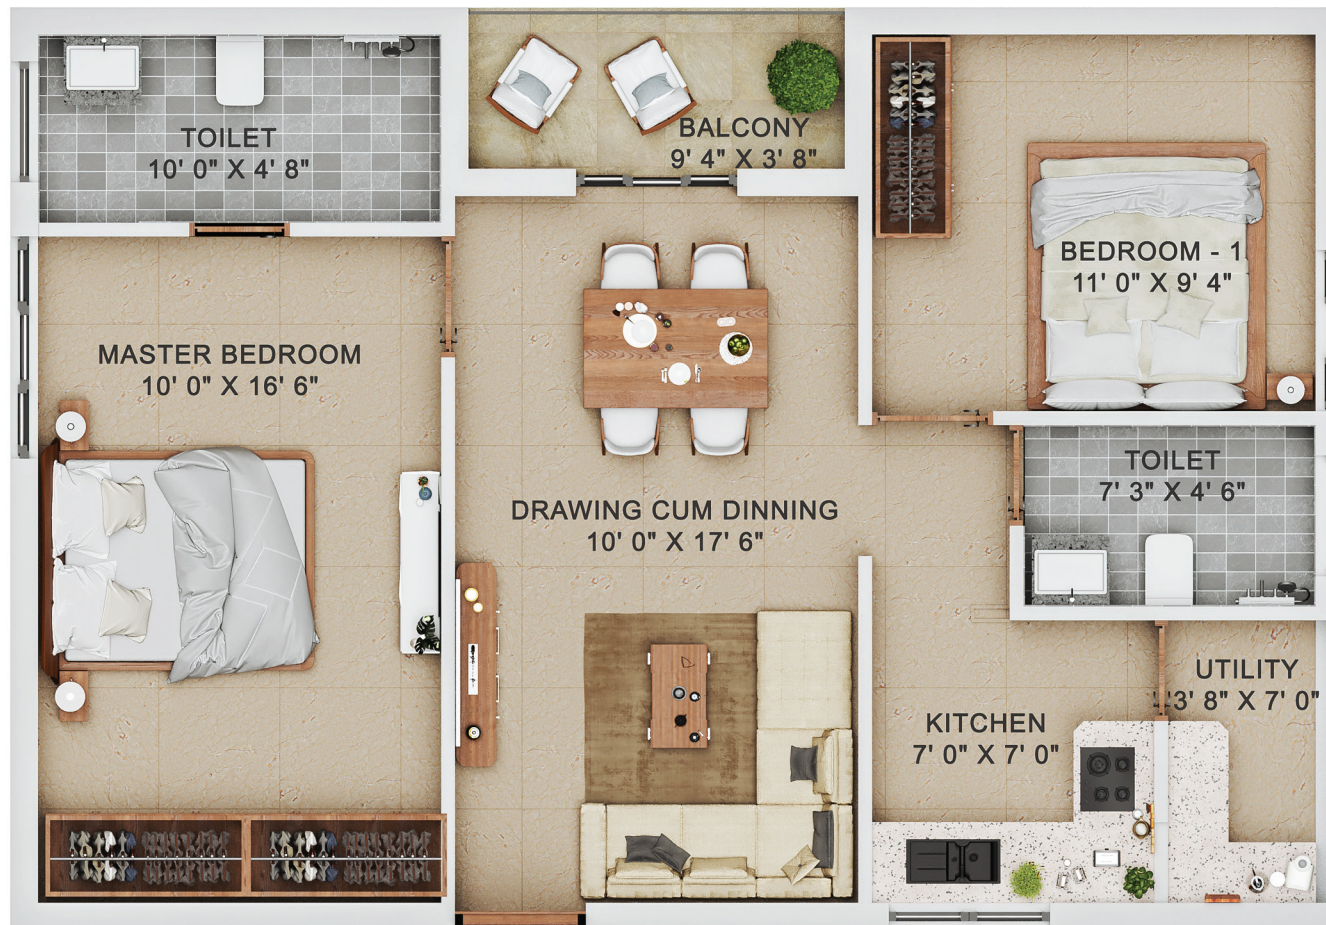 TOILET
10' 0" X 4' 8"
BALCONY
9' 4" X 3' 8"
BEDROOM - 1
11' 0" X 9' 4"
MASTER BEDROOM
10' 0" X 16' 6"
TOILET
7' 3" X 4' 6"
DRAWING CUM DINNING
10' 0" X 17' 6"
UTILITY
3' 8" X 7' 0"
KITCHEN
7' 0" X 7' 0"